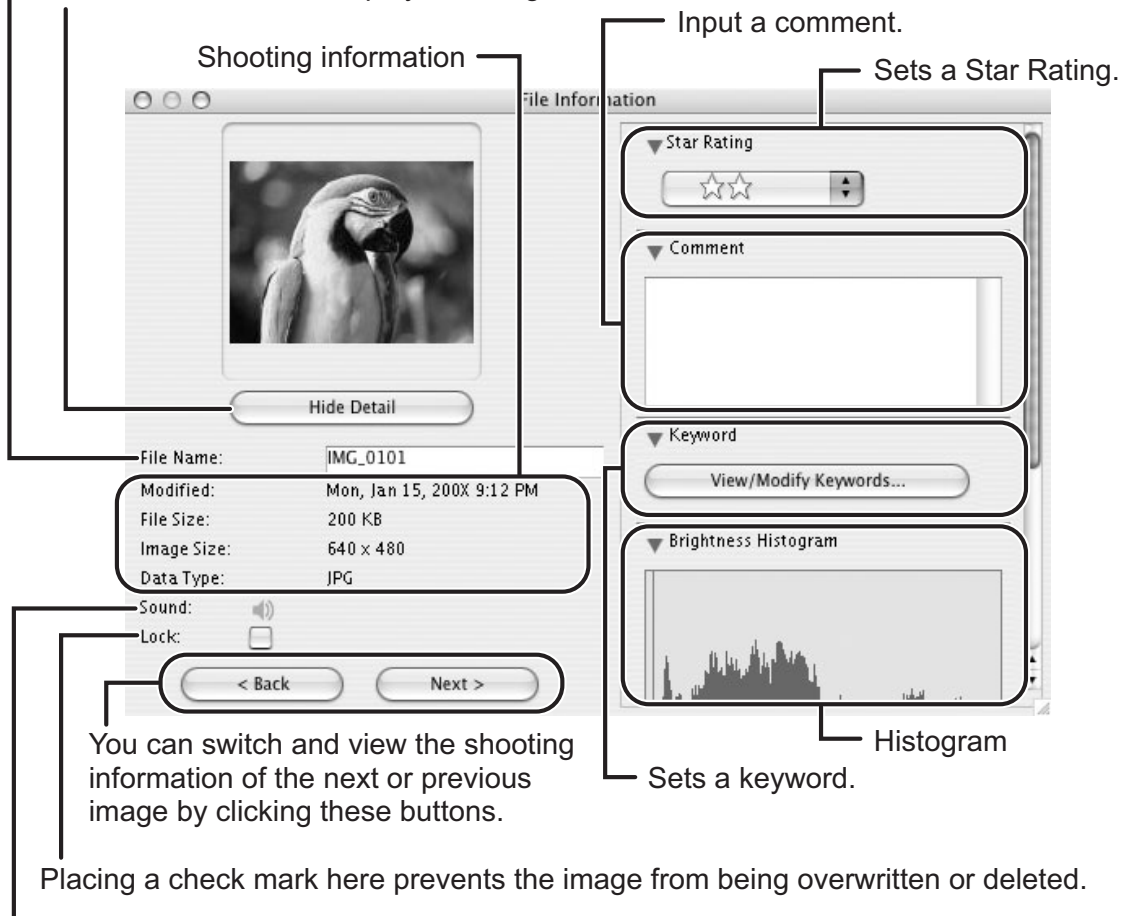 Input a comment.
Shooting information
Sets a Star Rating.
File Information
Star Rating
Comment
Hide Detail
Keyword
File Name: IMG_0101
View/Modify Keywords...
Modified: Mon, Jan 15, 200X 9:12 PM
File Size: 200 KB
Image Size: 640 x 480
Brightness Histogram
Data Type: JPG
Sound:
Lock:
< Back Next >
You can switch and view the shooting
information of the next or previous
image by clicking these buttons.
Histogram
Sets a keyword.
Placing a check mark here prevents the image from being overwritten or deleted.